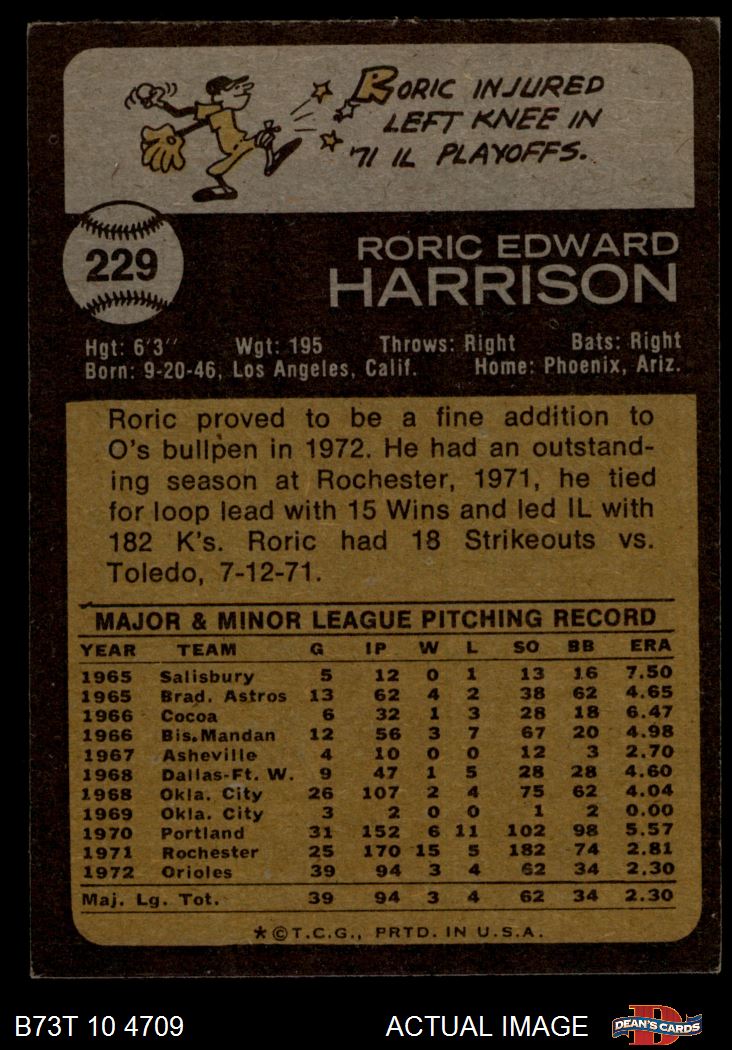 RORIC INJURED
LEFT KNEE IN
'71 IL PLAYOFFS.
229
RORIC EDWARD
HARRISON
Hgt: 6'3" Wgt: 195 Throws: Right Bats: Right
Born: 9-20-46, Los Angeles, Calif. Home: Phoenix, Ariz.
Roric proved to be a fine addition to
O's bullpen in 1972. He had an outstand-
ing season at Rochester, 1971, he tied
for loop lead with 15 Wins and led IL with
182 K's. Roric had 18 Strikeouts vs.
Toledo, 7-12-71.
MAJOR & MINOR LEAGUE PITCHING RECORD
YEAR TEAM G IP W L SO BB ERA
1965 Salisbury 5 12 0 1 13 16 7.50
1965 Brad. Astros 13 62 4 2 38 62 4.65
1966 Cocoa 6 32 1 3 28 18 6.47
1966 Bis.Mandan 12 56 3 7 67 20 4.98
1967 Asheville 4 10 0 0 12 3 2.70
1968 Dallas-Ft. W. 9 47 1 5 28 28 4.60
1968 Okla. City 26 107 2 4 75 62 4.04
1969 Okla. City 3 2 0 0 1 2 0.00
1970 Portland 31 152 6 11 102 98 5.57
1971 Rochester 25 170 15 5 182 74 2.81
1972 Orioles 39 94 3 4 62 34 2.30
Maj. Lg. Tot. 39 94 3 4 62 34 2.30
*©T.C.G., PRTD. IN U.S.A.
B73T 10 4709 ACTUAL IMAGE D DEAN'S CARDS